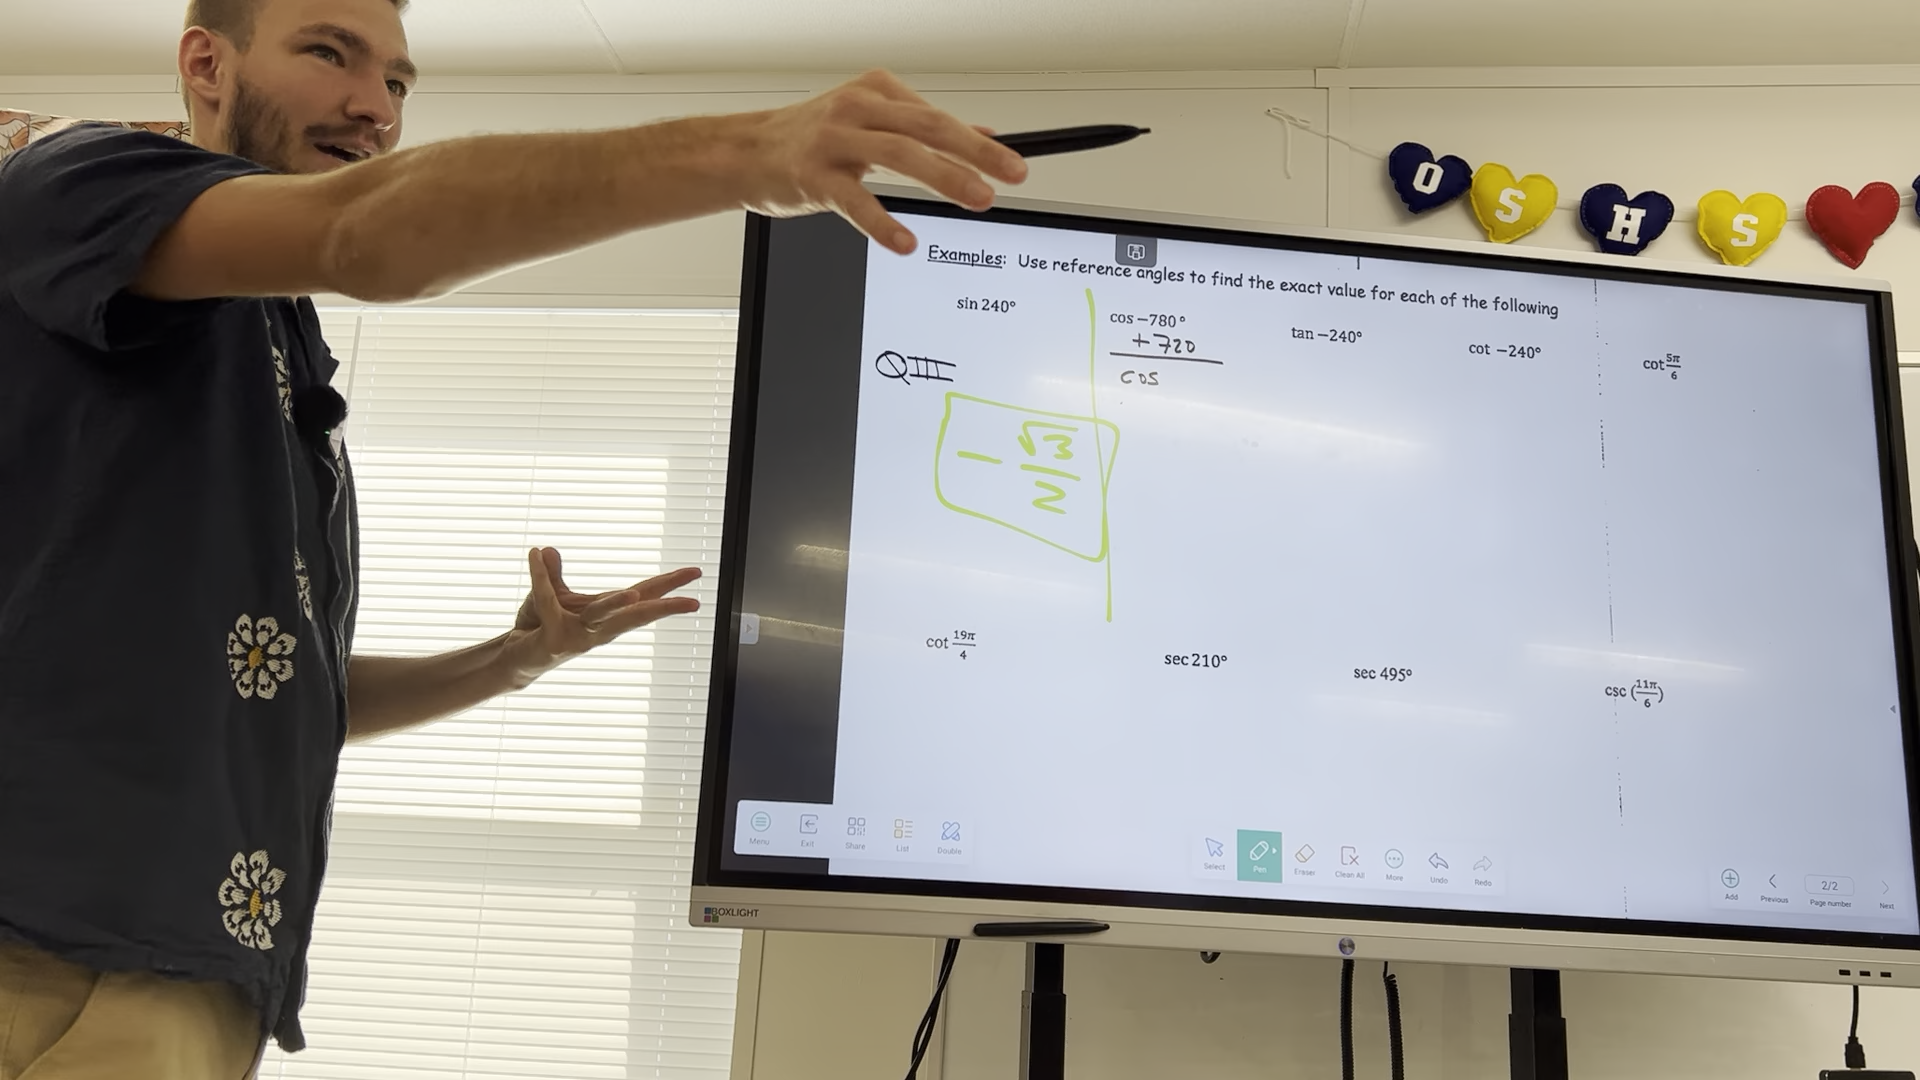 O S H S
Examples: Use reference angles to find the exact value for each of the following
sin 240°
cos −780°
tan −240°
cot −240°
cot 5π/6
+720
cos
QIII
− √3/2
cot 19π/4
sec 210°
sec 495°
csc (11π/6)
Menu
Exit
Share
List
Double
Select
Pen
Eraser
Clean All
More
Undo
Redo
Add
Previous
2/2
Page number
Next
BOXLIGHT